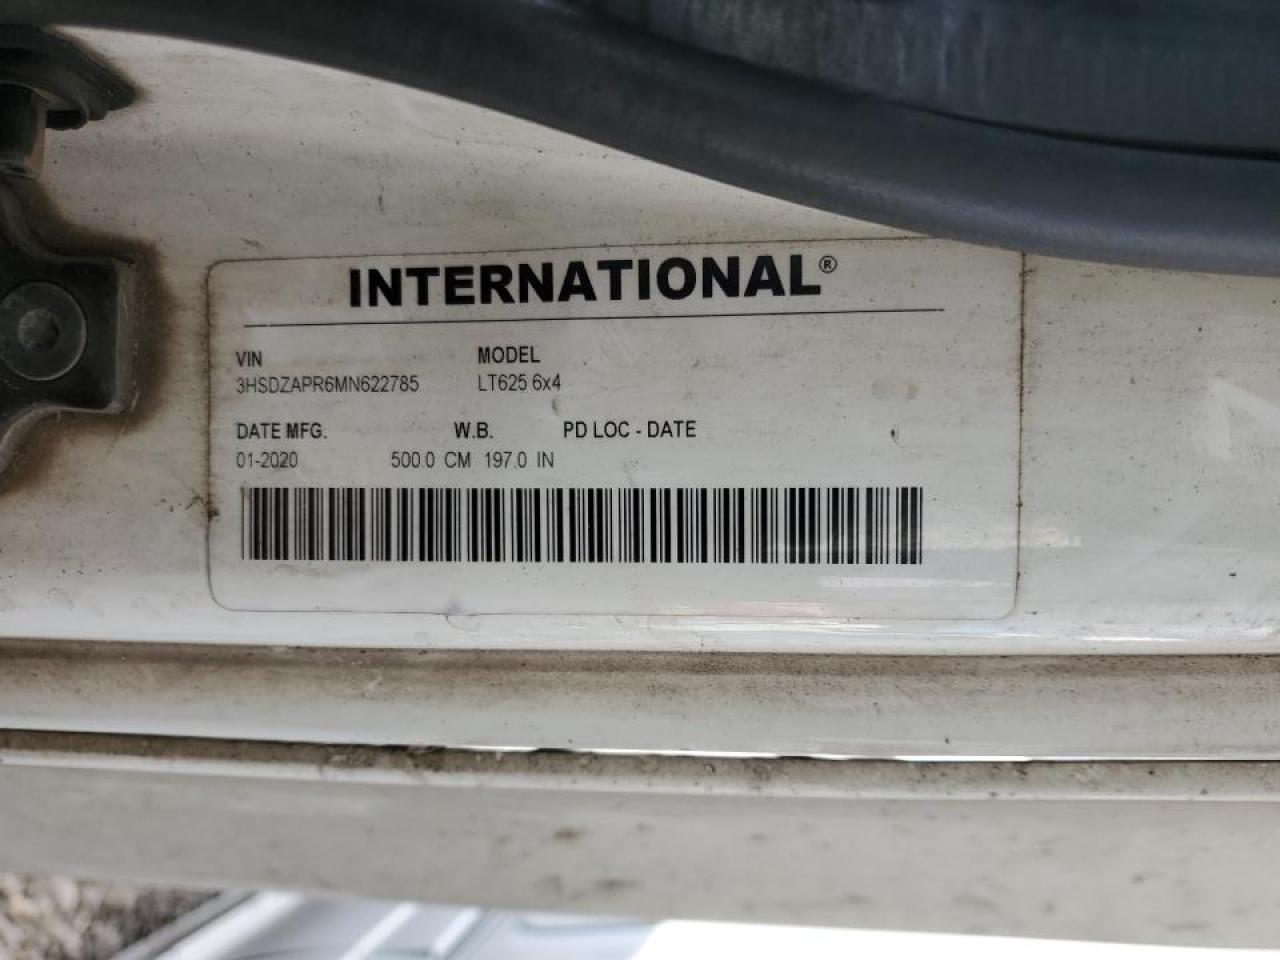 INTERNATIONAL®
VIN MODEL
3HSDZAPR6MN622785 LT625 6x4
DATE MFG. W.B. PD LOC - DATE
01-2020 500.0 CM 197.0 IN